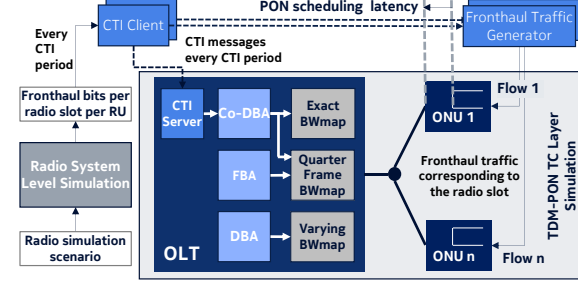 PON scheduling latency
CTI Client
Fronthaul Traffic
Generator
Every
CTI
period
CTI messages
every CTI period
Fronthaul bits per
radio slot per RU
Radio System
Level Simulation
Radio simulation
scenario
CTI
Server
Co-DBA
Exact
BWmap
FBA
Quarter
Frame
BWmap
DBA
Varying
BWmap
OLT
ONU 1
Flow 1
Fronthaul traffic
corresponding to
the radio slot
ONU n
Flow n
TDM-PON TC Layer
Simulation